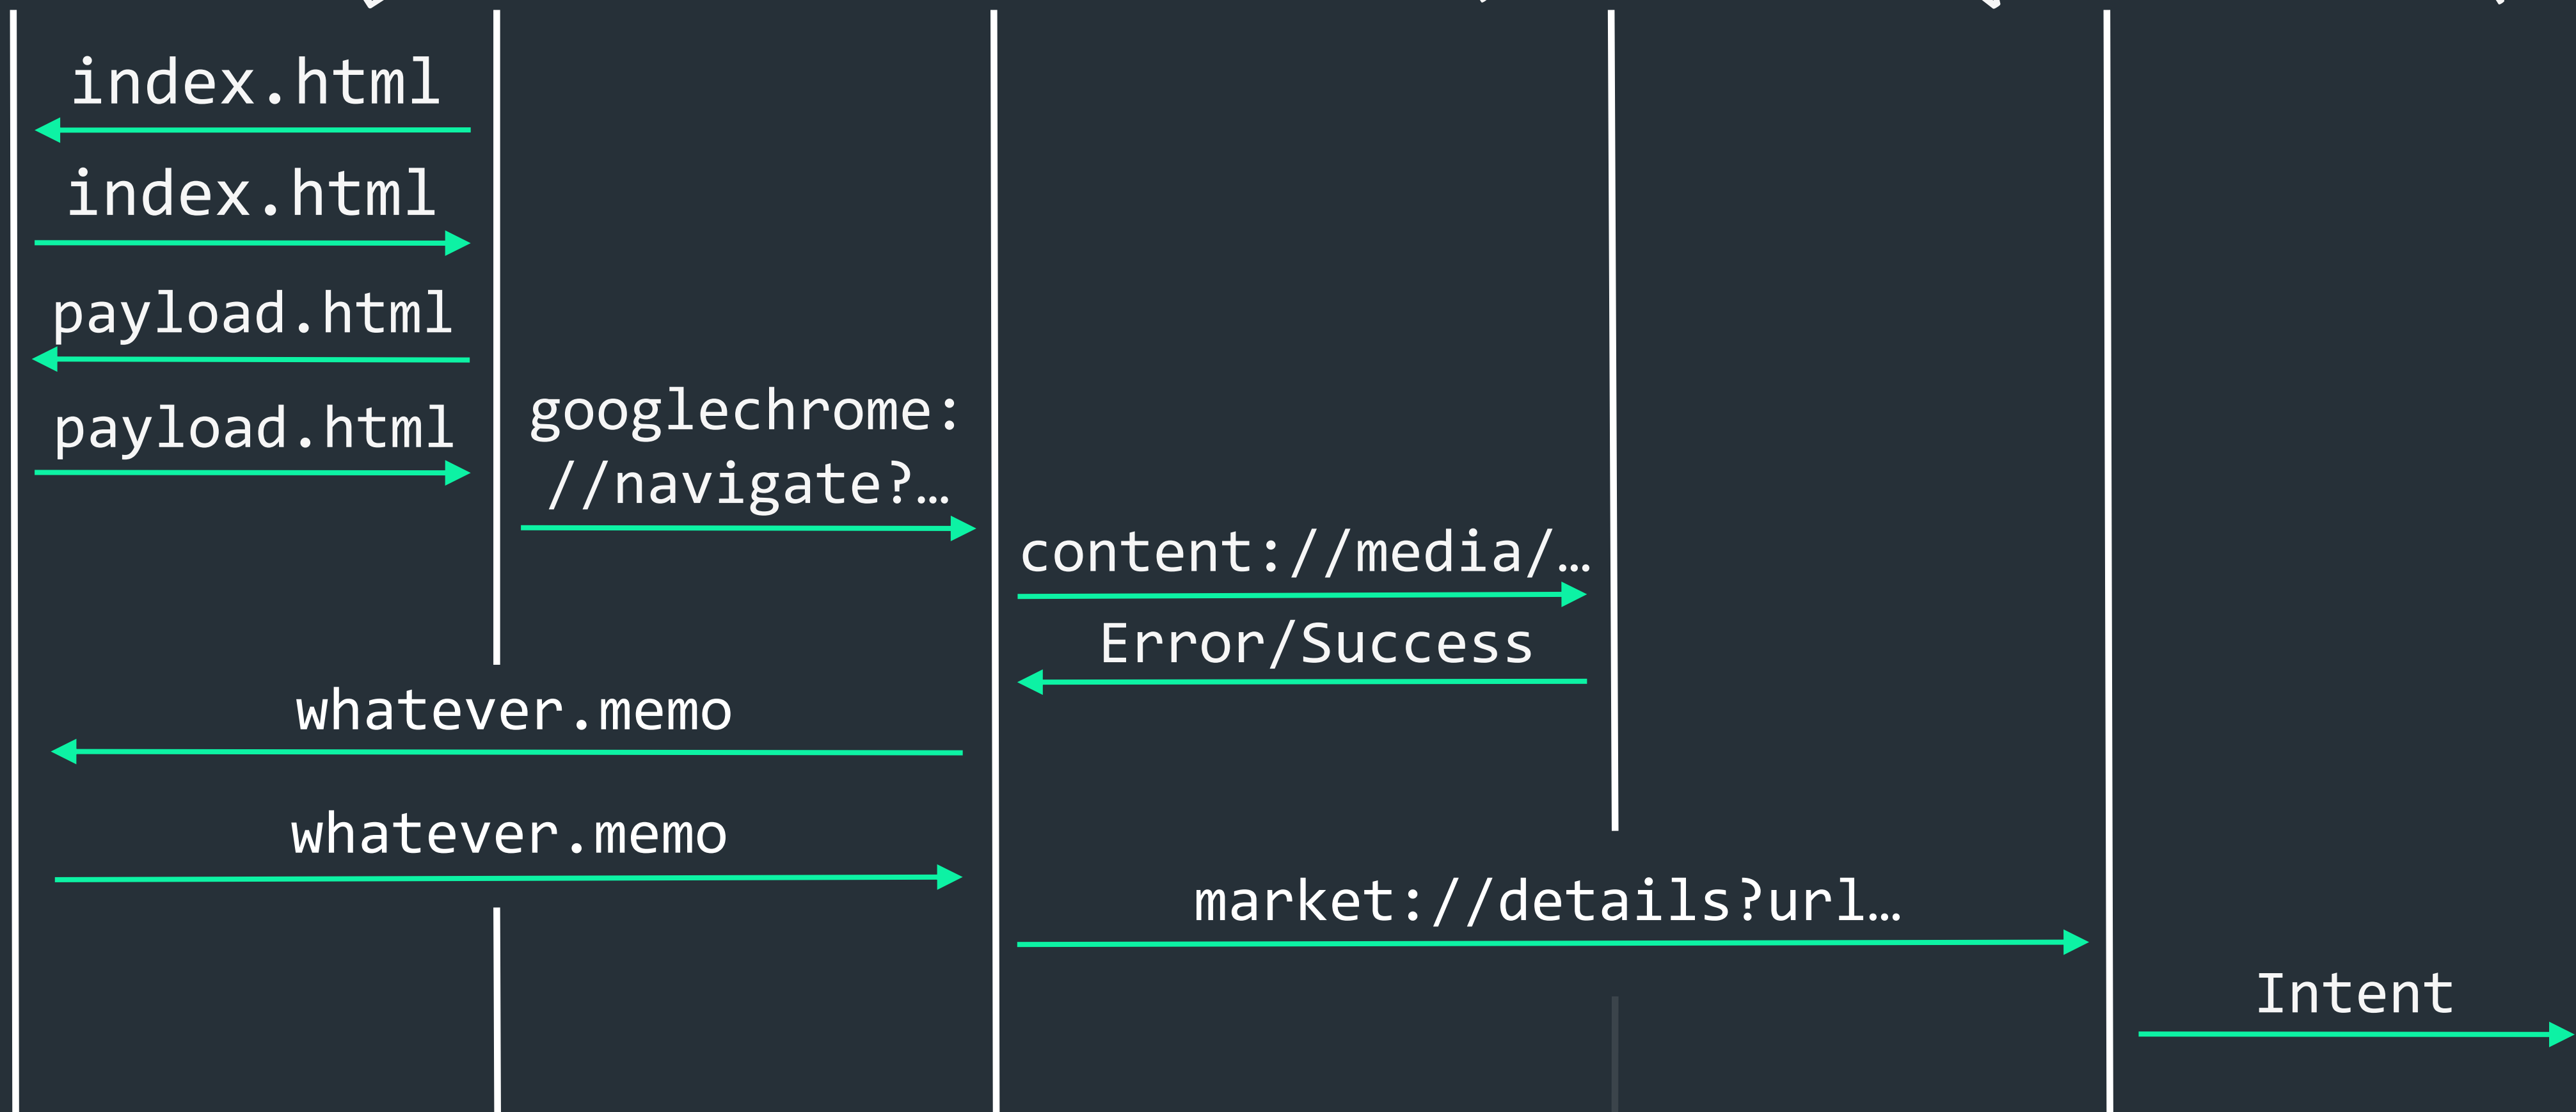 index.html
index.html
payload.html
payload.html
googlechrome:
//navigate?…
content://media/…
Error/Success
whatever.memo
whatever.memo
market://details?url…
Intent